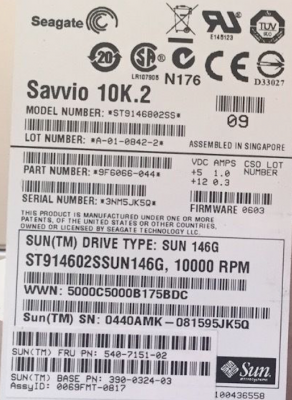 Seagate
E145123
TUV
20
LR107905
N176
D33027
Savvio 10K.2
MODEL NUMBER: *ST9146802SS*
09
LOT NUMBER: *A-01-0842-2*
ASSEMBLED IN SINGAPORE
VDC AMPS CSO LOT NUMBER:
PART NUMBER: *9F6066-044*
+5 1.0
+12 0.3
SERIAL NUMBER: *3NM5JK5Q*
FIRMWARE 0603
THIS PRODUCT IS MANUFACTURED UNDER ONE OR MORE
PATENTS, OF THE UNITED STATES OR OTHER COUNTRIES,
OWNED OR LICENSED BY SEAGATE TECHNOLOGY LLC.
SUN(TM) DRIVE TYPE: SUN 146G
ST914602SSUN146G, 10000 RPM
WWN: 5000C5000B175BDC
Sun(TM) SN: 0440AMK-081595JK5Q
SUN(TM) FRU PN: 540-7151-02
Sun
SUN(TM) BASE PN: 390-0324-03
AssyID: 0069FMT-0817
100436558